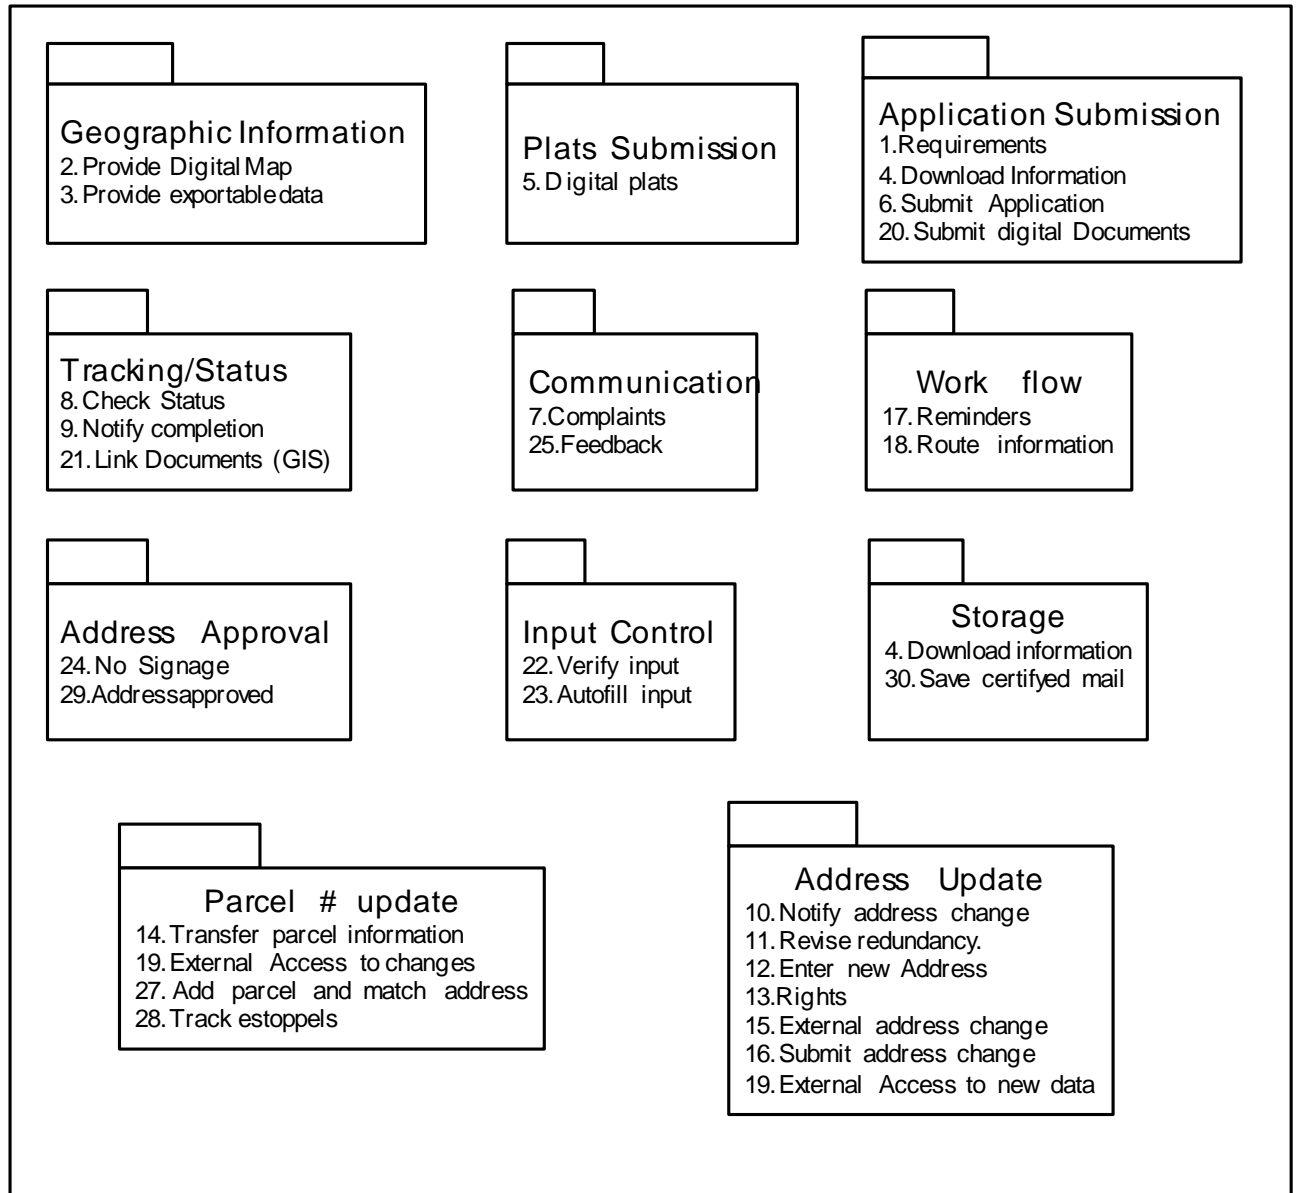 Geographic Information
2. Provide Digital Map
3. Provide exportable data
Plats Submission
5. Digital plats
Application Submission
1.Requirements
4. Download Information
6. Submit Application
20. Submit digital Documents
Tracking/Status
8. Check Status
9. Notify completion
21. Link Documents (GIS)
Communication
7.Complaints
25.Feedback
Work flow
17. Reminders
18. Route information
Address Approval
24. No Signage
29.Addressapproved
Input Control
22. Verify input
23. Autofill input
Storage
4. Download information
30. Save certifyed mail
Parcel # update
14. Transfer parcel information
19. External Access to changes
27. Add parcel and match address
28. Track estoppels
Address Update
10. Notify address change
11. Revise redundancy.
12. Enter new Address
13.Rights
15. External address change
16. Submit address change
19. External Access to new data